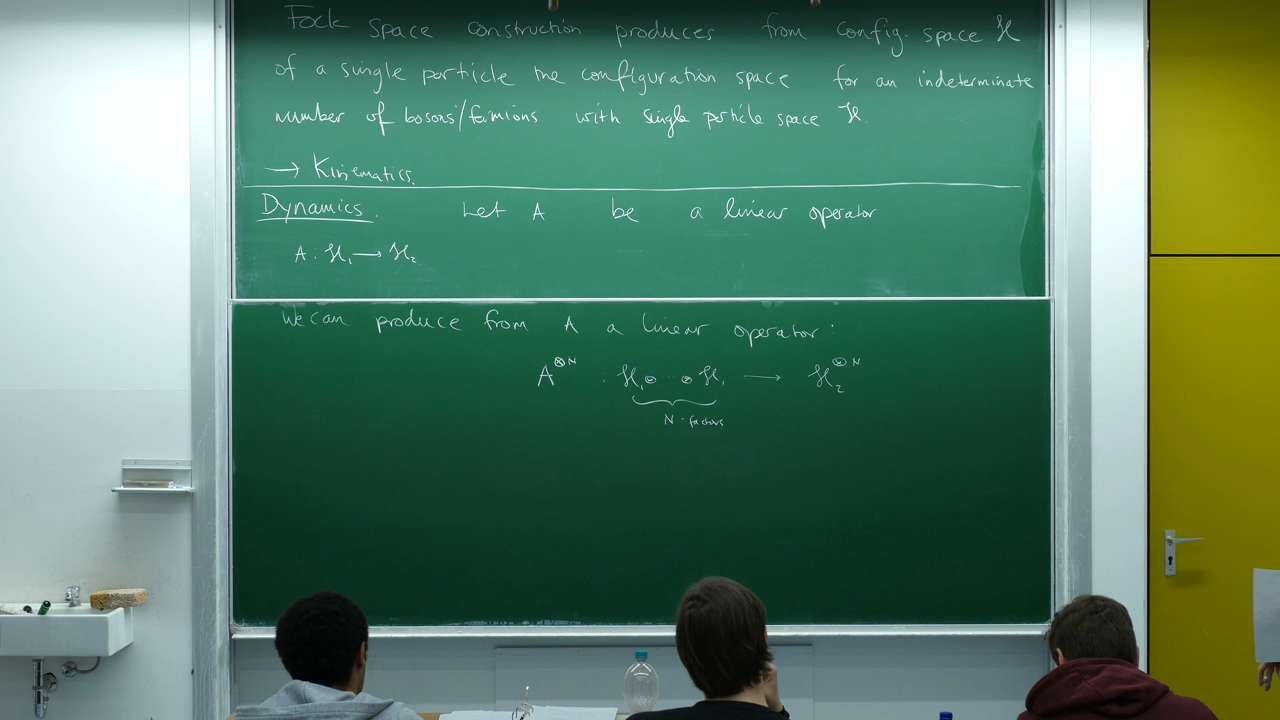 Fock space construction produces from config. space ℋ
of a single particle the configuration space for an indeterminate
number of bosons/fermions with single particle space ℋ.
→ Kinematics.
Dynamics. Let A be a linear operator
A : ℋ₁ → ℋ₂
We can produce from A a linear operator:
A^{⊗N} : ℋ₁⊗ ⋯ ⊗ℋ₁ → ℋ₂^{⊗N}
N-factors